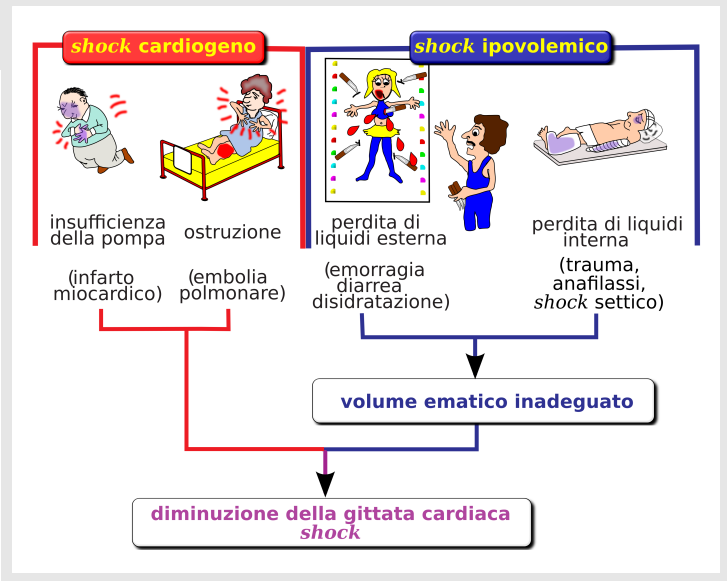 shock cardiogeno
shock ipovolemico
insufficienza
della pompa
(infarto
miocardico)
ostruzione
(embolia
polmonare)
perdita di
liquidi esterna
(emorragia
diarrea
disidratazione)
perdita di liquidi
interna
(trauma,
anafilassi,
shock settico)
volume ematico inadeguato
diminuzione della gittata cardiaca
shock